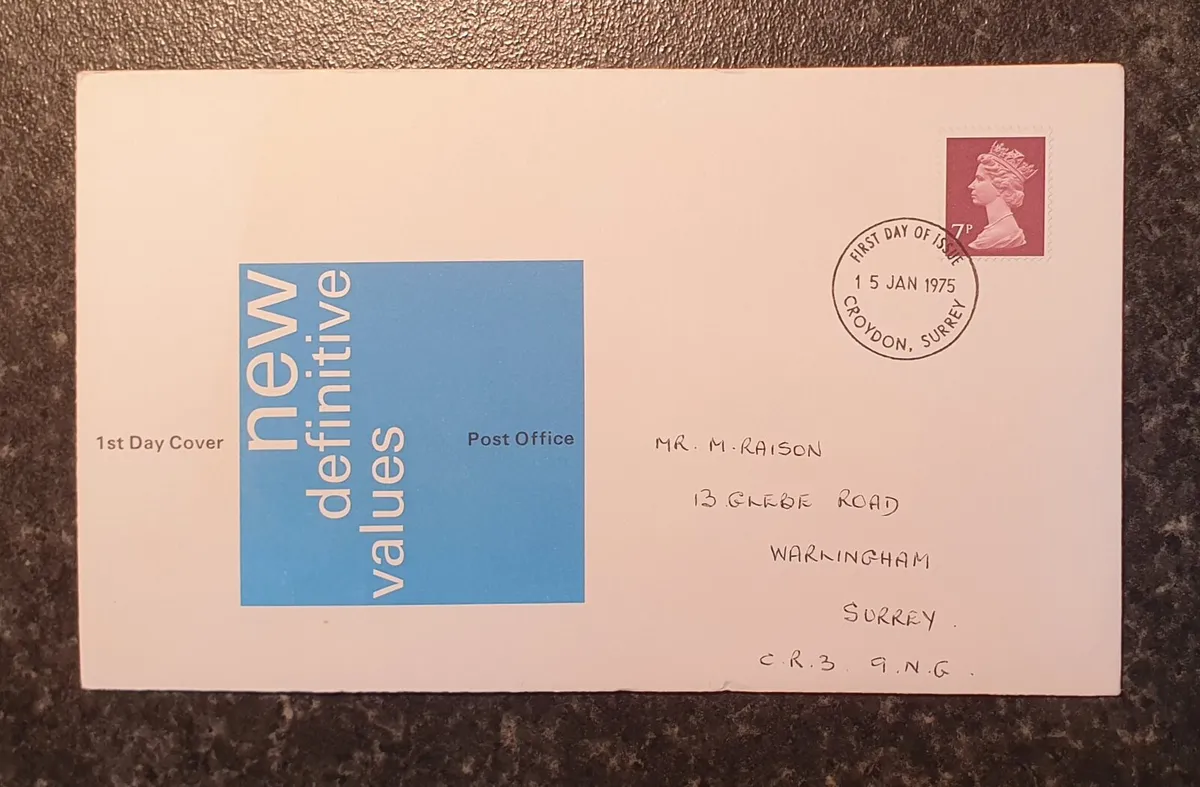 7P
FIRST DAY OF ISSUE
15 JAN 1975
CROYDON, SURREY
new
definitive
values
1st Day Cover
Post Office
MR. M. RAISON
13 GLEBE ROAD
WARLINGHAM
SURREY.
C.R.3. 9.N.G.